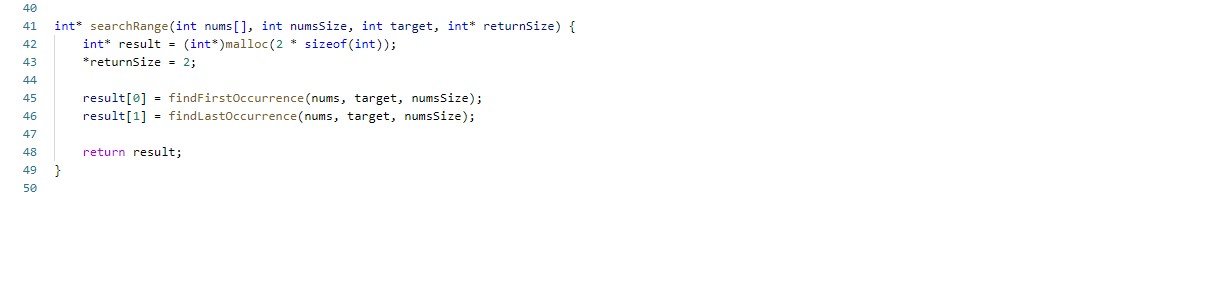 40
41 int* searchRange(int nums[], int numsSize, int target, int* returnSize) {
42     int* result = (int*)malloc(2 * sizeof(int));
43     *returnSize = 2;
44
45     result[0] = findFirstOccurrence(nums, target, numsSize);
46     result[1] = findLastOccurrence(nums, target, numsSize);
47
48     return result;
49 }
50